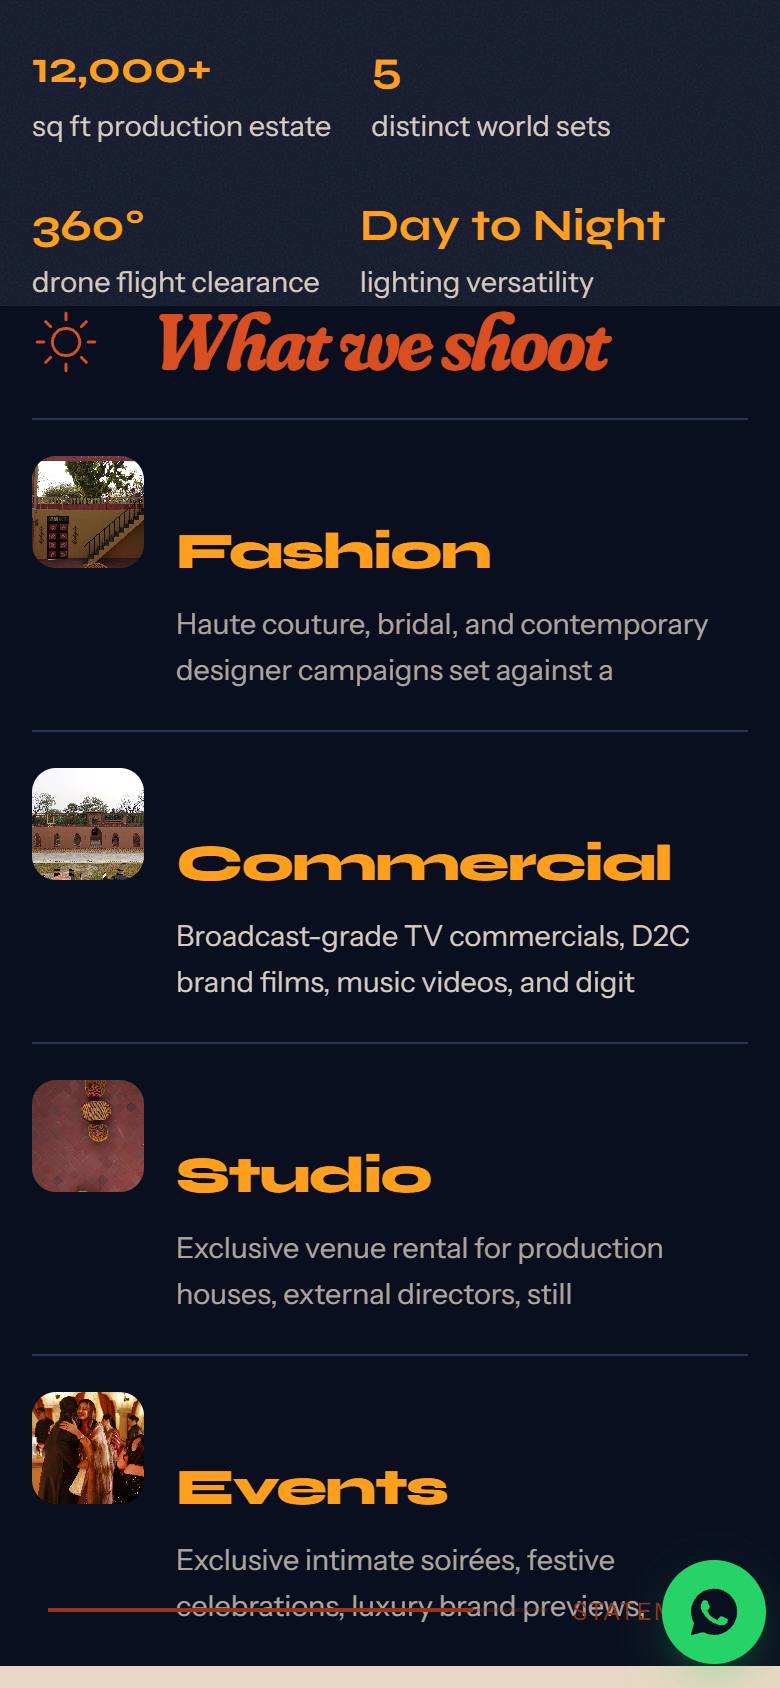 12,000+
sq ft production estate
5
distinct world sets
360°
drone flight clearance
Day to Night
lighting versatility
What we shoot
Fashion
Haute couture, bridal, and contemporary
designer campaigns set against a
Commercial
Broadcast-grade TV commercials, D2C
brand films, music videos, and digit
Studio
Exclusive venue rental for production
houses, external directors, still
Events
Exclusive intimate soirées, festive
celebrations, luxury brand previews,